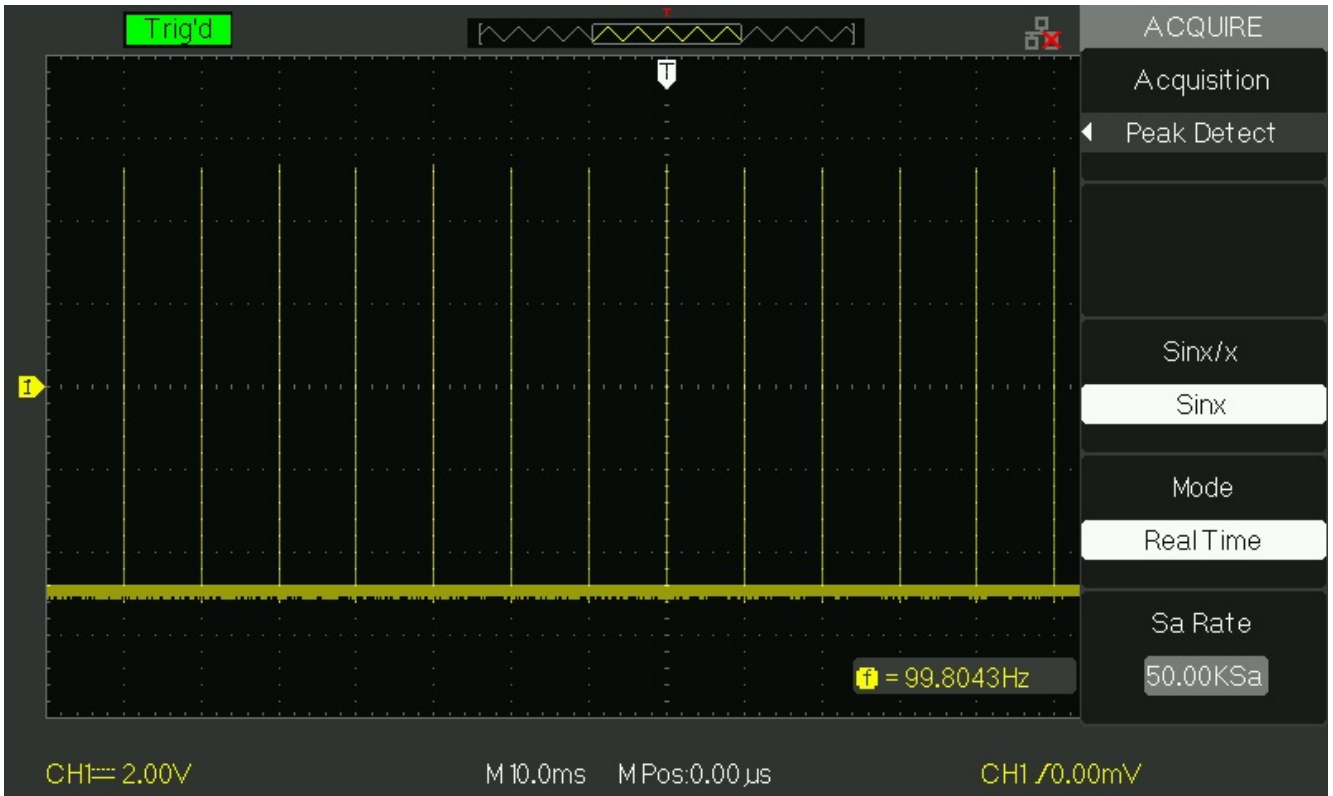 Trig'd
T
ACQUIRE
T
Acquisition
Peak Detect
Sinx/x
1
Sinx
Mode
Real Time
Sa Rate
f = 99.8043Hz
50.00KSa
CH1 2.00V
M 10.0ms
M Pos:0.00µs
CH1 0.00mV